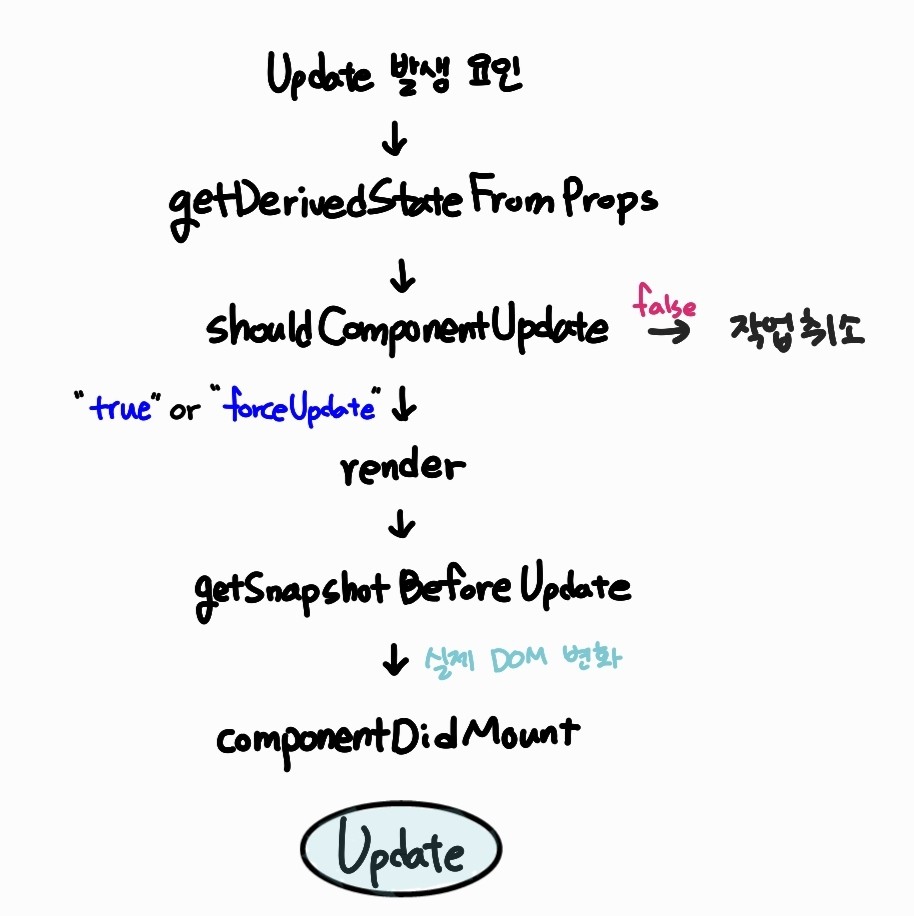 Update 발생 요인
↓
getDerivedStateFromProps
↓
false
shouldComponentUpdate → 작업취소
"true" or "forceUpdate" ↓
render
↓
getSnapshotBeforeUpdate
↓ 실제 DOM 변화
componentDidMount
Update